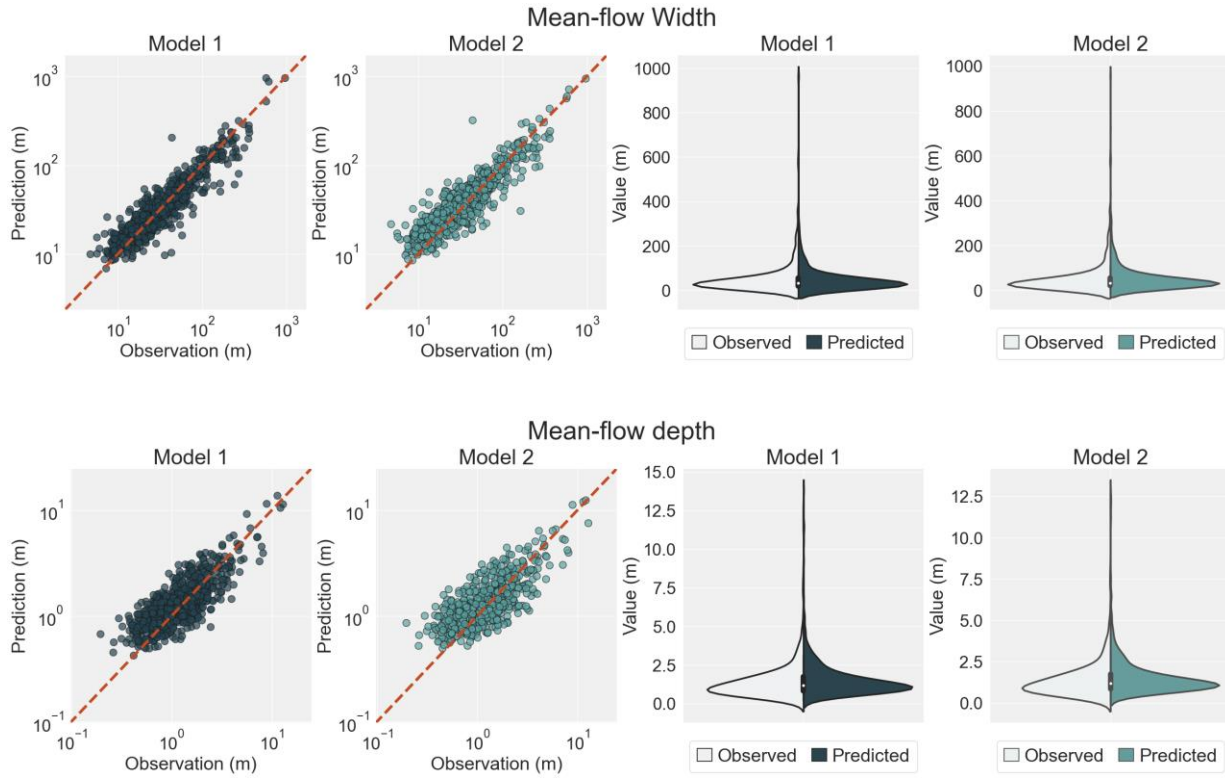 Mean-flow Width
Model 1
Model 2
Model 1
Model 2
10³
10²
10¹
Prediction (m)
10¹ 10² 10³
Observation (m)
10³
10²
10¹
Prediction (m)
10¹ 10² 10³
Observation (m)
1000
800
600
400
200
0
Value (m)
Observed Predicted
1000
800
600
400
200
0
Value (m)
Observed Predicted
Mean-flow depth
Model 1
Model 2
Model 1
Model 2
10¹
10⁰
10⁻¹
Prediction (m)
10⁻¹ 10⁰ 10¹
Observation (m)
10¹
10⁰
10⁻¹
Prediction (m)
10⁻¹ 10⁰ 10¹
Observation (m)
15.0
12.5
10.0
7.5
5.0
2.5
0.0
Value (m)
Observed Predicted
12.5
10.0
7.5
5.0
2.5
0.0
Value (m)
Observed Predicted